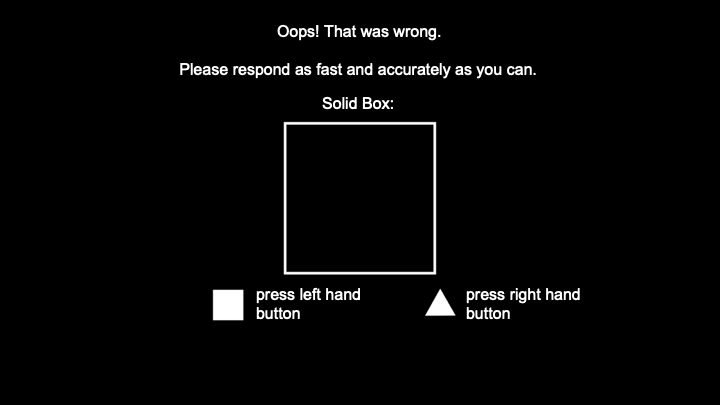 Oops! That was wrong.
Please respond as fast and accurately as you can.
Solid Box:
press left hand
button
press right hand
button